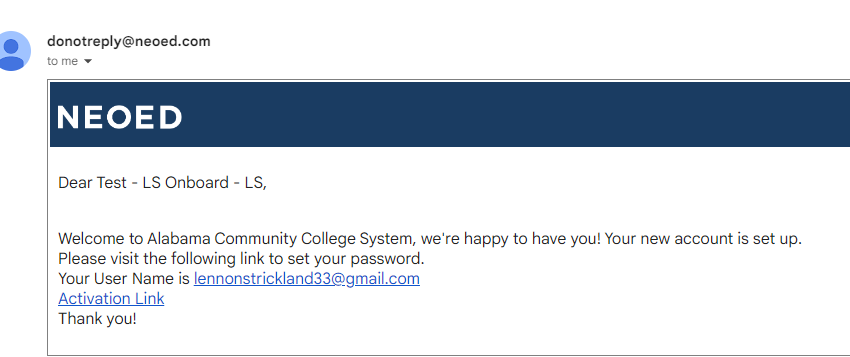 donotreply@neoed.com
to me
NEOED
Dear Test - LS Onboard - LS,
Welcome to Alabama Community College System, we're happy to have you! Your new account is set up.
Please visit the following link to set your password.
Your User Name is lennonstrickland33@gmail.com
Activation Link
Thank you!